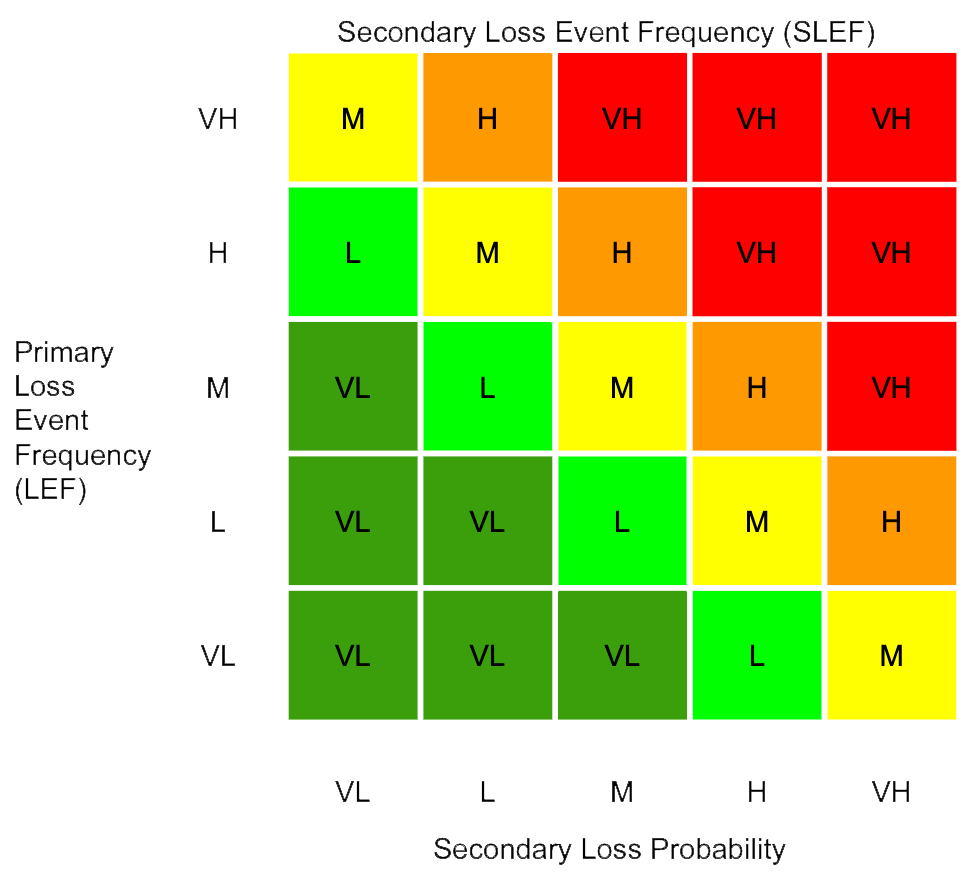 Secondary Loss Event Frequency (SLEF)
VH M H VH VH VH
H L M H VH VH
Primary
Loss
Event
Frequency
(LEF)
M VL L M H VH
L VL VL L M H
VL VL VL VL L M
VL L M H VH
Secondary Loss Probability